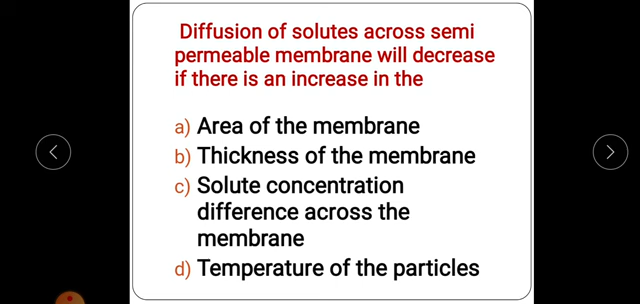 Diffusion of solutes across semi
permeable membrane will decrease
if there is an increase in the
a) Area of the membrane
b) Thickness of the membrane
c) Solute concentration
difference across the
membrane
d) Temperature of the particles